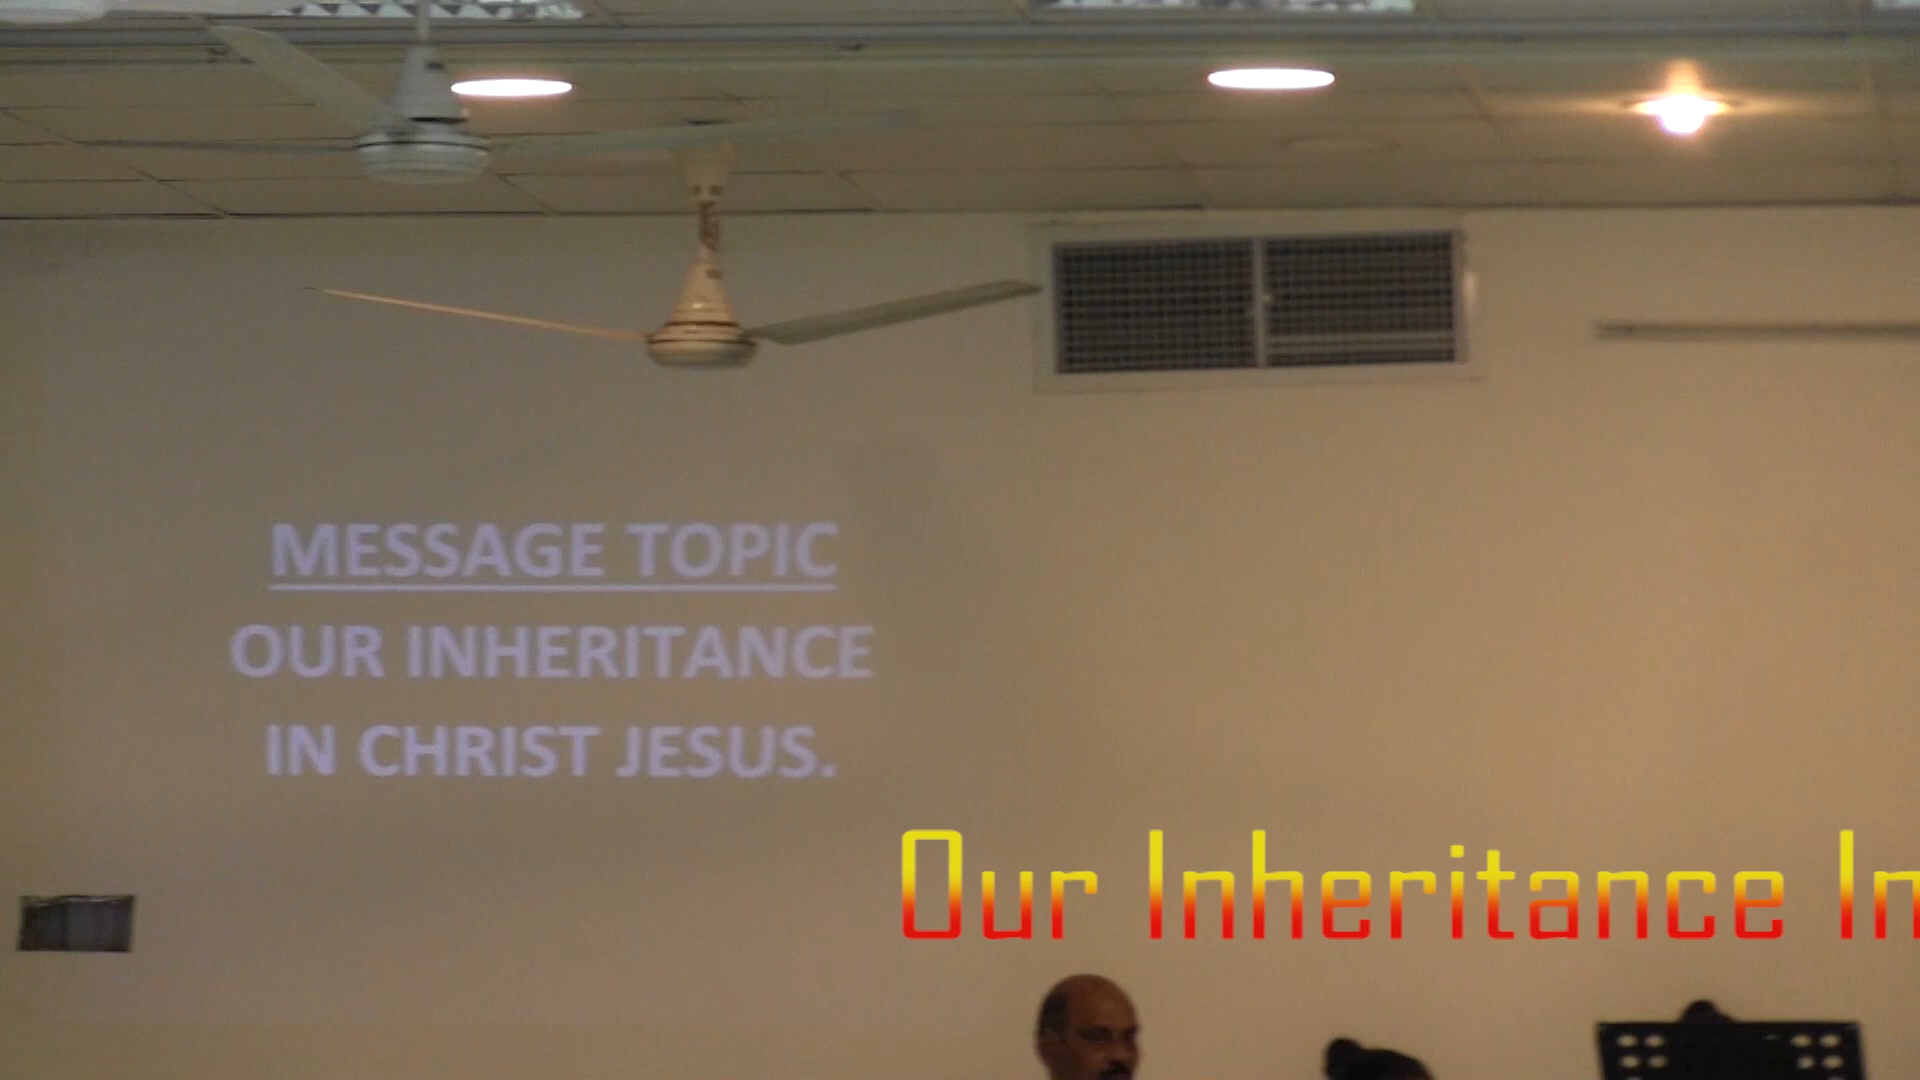 MESSAGE TOPIC
OUR INHERITANCE
IN CHRIST JESUS.
Our Inheritance In